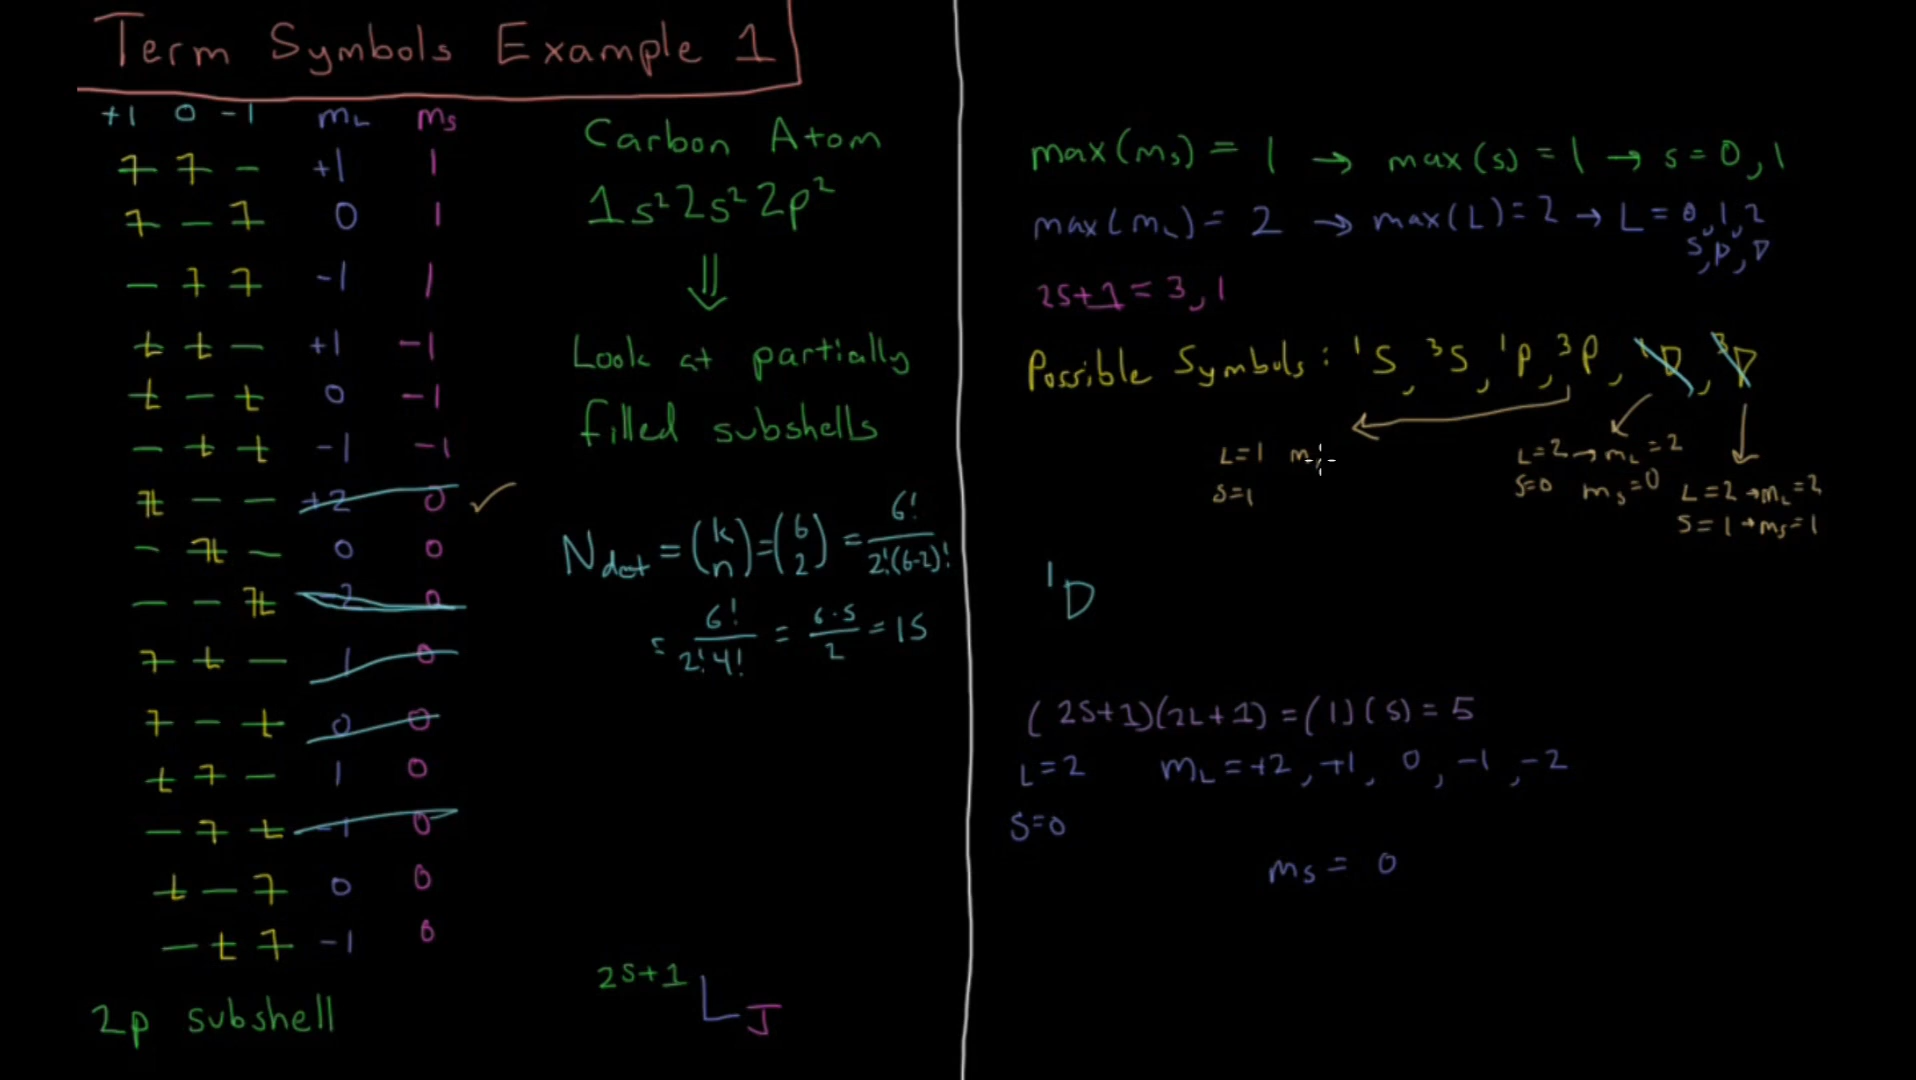 Term Symbols Example 1
+1 0 -1 mL ms
+1 1
0 1
-1 1
+1 -1
0 -1
-1 -1
+2 0 ✓
0 0
-2 0
1 0
0 0
1 0
-1 0
0 0
-1 0
2p subshell
Carbon Atom
1s²2s²2p²
⇓
Look at partially
filled subshells
Ndet = (k n) = (6 2) = 6!/2!(6-2)!
= 6!/2!4! = 6·5/2 = 15
2S+1 L J
max(ms) = 1 → max(s) = 1 → s = 0, 1
max(mL) = 2 → max(L) = 2 → L = 0, 1, 2
S, P, D
2S+1 = 3, 1
Possible Symbols: ¹S, ³S, ¹P, ³P, ¹D, ³D
L=1 m
S=1
L=2 → mL = 2
S=0 ms=0
L=2 → mL = 2
S=1 → ms=1
¹D
(2S+1)(2L+1) = (1)(5) = 5
L=2 mL = +2, +1, 0, -1, -2
S=0
ms = 0